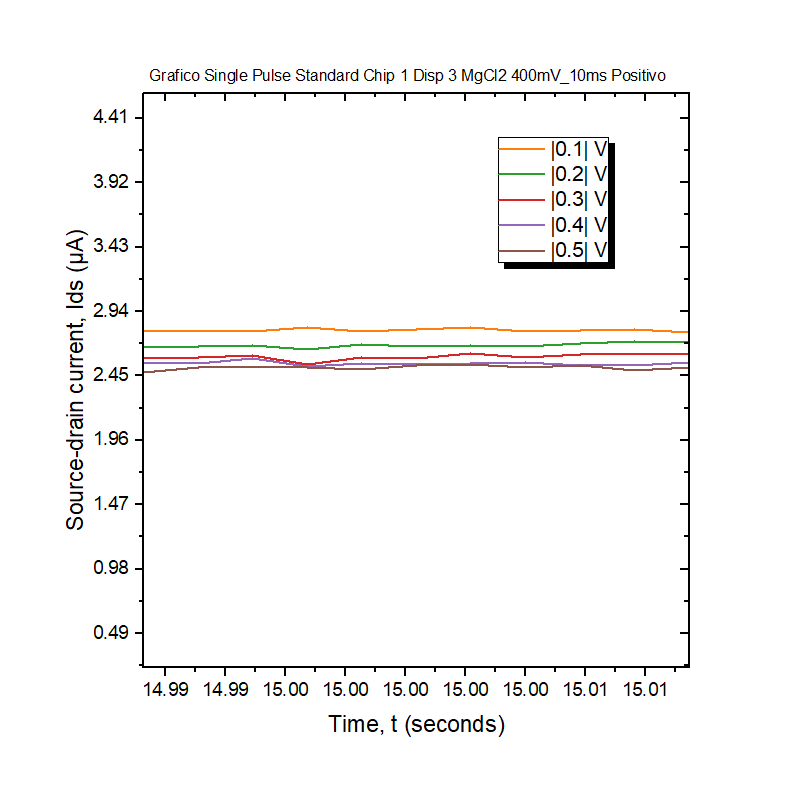 Grafico Single Pulse Standard Chip 1 Disp 3 MgCl2 400mV_10ms Positivo
|0.1| V
|0.2| V
|0.3| V
|0.4| V
|0.5| V
Source-drain current, Ids (μA)
4.41
3.92
3.43
2.94
2.45
1.96
1.47
0.98
0.49
14.99 14.99 15.00 15.00 15.00 15.00 15.00 15.01 15.01
Time, t (seconds)